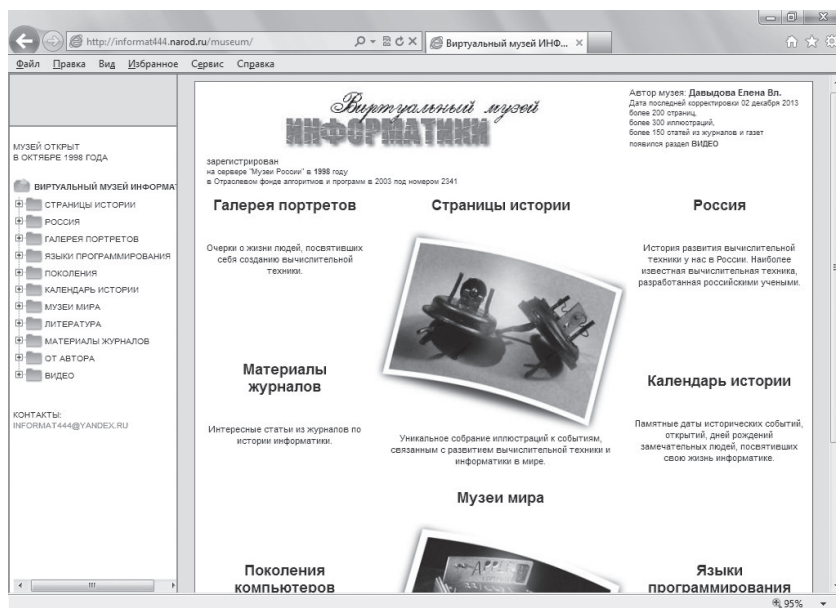 http://informat444.narod.ru/museum/
Виртуальный музей ИНФ...
Файл Правка Вид Избранное Сервис Справка
МУЗЕЙ ОТКРЫТ
В ОКТЯБРЕ 1998 ГОДА
ВИРТУАЛЬНЫЙ МУЗЕЙ ИНФОРМАТ
СТРАНИЦЫ ИСТОРИИ
РОССИЯ
ГАЛЕРЕЯ ПОРТРЕТОВ
ЯЗЫКИ ПРОГРАММИРОВАНИЯ
ПОКОЛЕНИЯ
КАЛЕНДАРЬ ИСТОРИИ
МУЗЕИ МИРА
ЛИТЕРАТУРА
МАТЕРИАЛЫ ЖУРНАЛОВ
ОТ АВТОРА
ВИДЕО
КОНТАКТЫ:
INFORMAT444@YANDEX.RU
Виртуальный музей
ИНФОРМАТИКИ
Автор музея: Давыдова Елена Вл.
Дата последней корректировки 02 декабря 2013
более 200 страниц,
более 300 иллюстраций,
более 150 статей из журналов и газет
появился раздел ВИДЕО
зарегистрирован
на сервере "Музеи России" в 1998 году
в Отраслевом фонде алгоритмов и программ в 2003 под номером 2341
Галерея портретов
Очерки о жизни людей, посвятивших
себя созданию вычислительной
техники.
Страницы истории
Уникальное собрание иллюстраций к событиям,
связанным с развитием вычислительной техники и
информатики в мире.
Россия
История развития вычислительной
техники у нас в России. Наиболее
известная вычислительная техника,
разработанная российскими учеными.
Материалы
журналов
Интересные статьи из журналов по
истории информатики.
Календарь истории
Памятные даты исторических событий,
открытий, дней рождений
замечательных людей, посвятивших
свою жизнь информатике.
Музеи мира
APPLE
Поколения
компьютеров
Языки
программирования
95%